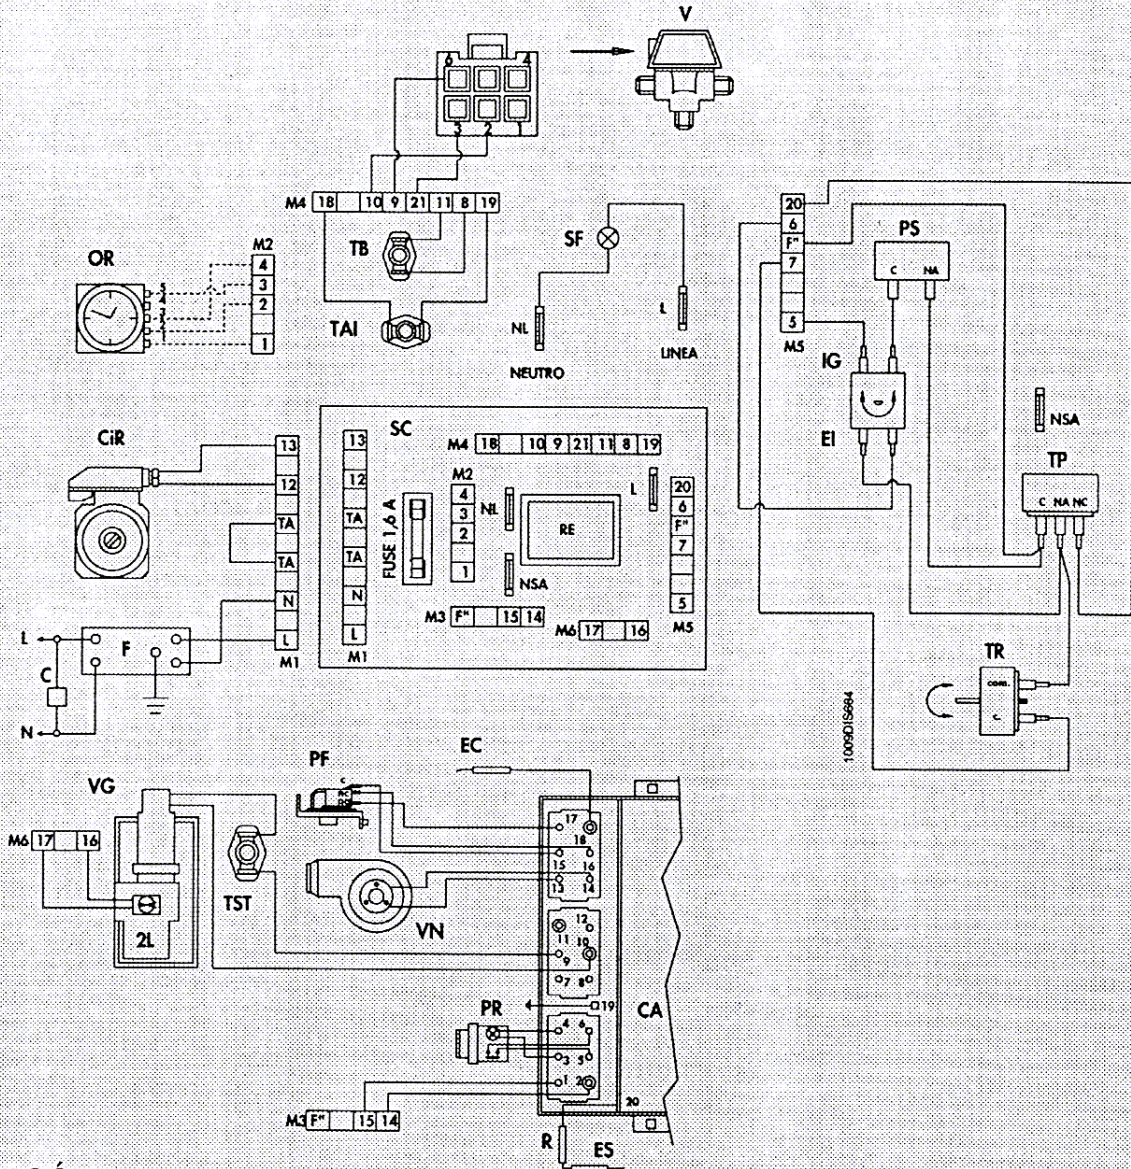 V
6 4
3 2 1
M4 18 10 9 21 11 8 19
20
6
F"
7
5
M5
PS
C NA
SF
TB
OR
M2
4
3
2
1
5
4
3
2
1
TAI
NL
NEUTRO
L
LINEA
IG
EI
NSA
TP
C NA NC
CiR
13
12
TA
TA
N
L
M1
SC
13
12
TA
TA
N
L
M1
FUSE 1,6 A
M4 18 10 9 21 11 8 19
M2
4
3
2
1
NL
NSA
RE
L
20
6
F"
7
5
M5
M3 F" 15 14
M6 17 16
L
F
C
N
TR
com.
1009DIS684
VG
M6 17 16
2L
TST
PF
C
EC
VN
17
18
15 16
13 14
12
11 10
9
7 8
19
CA
PR
4 6
3 5
1 2
20
M3 F" 15 14
R
ES